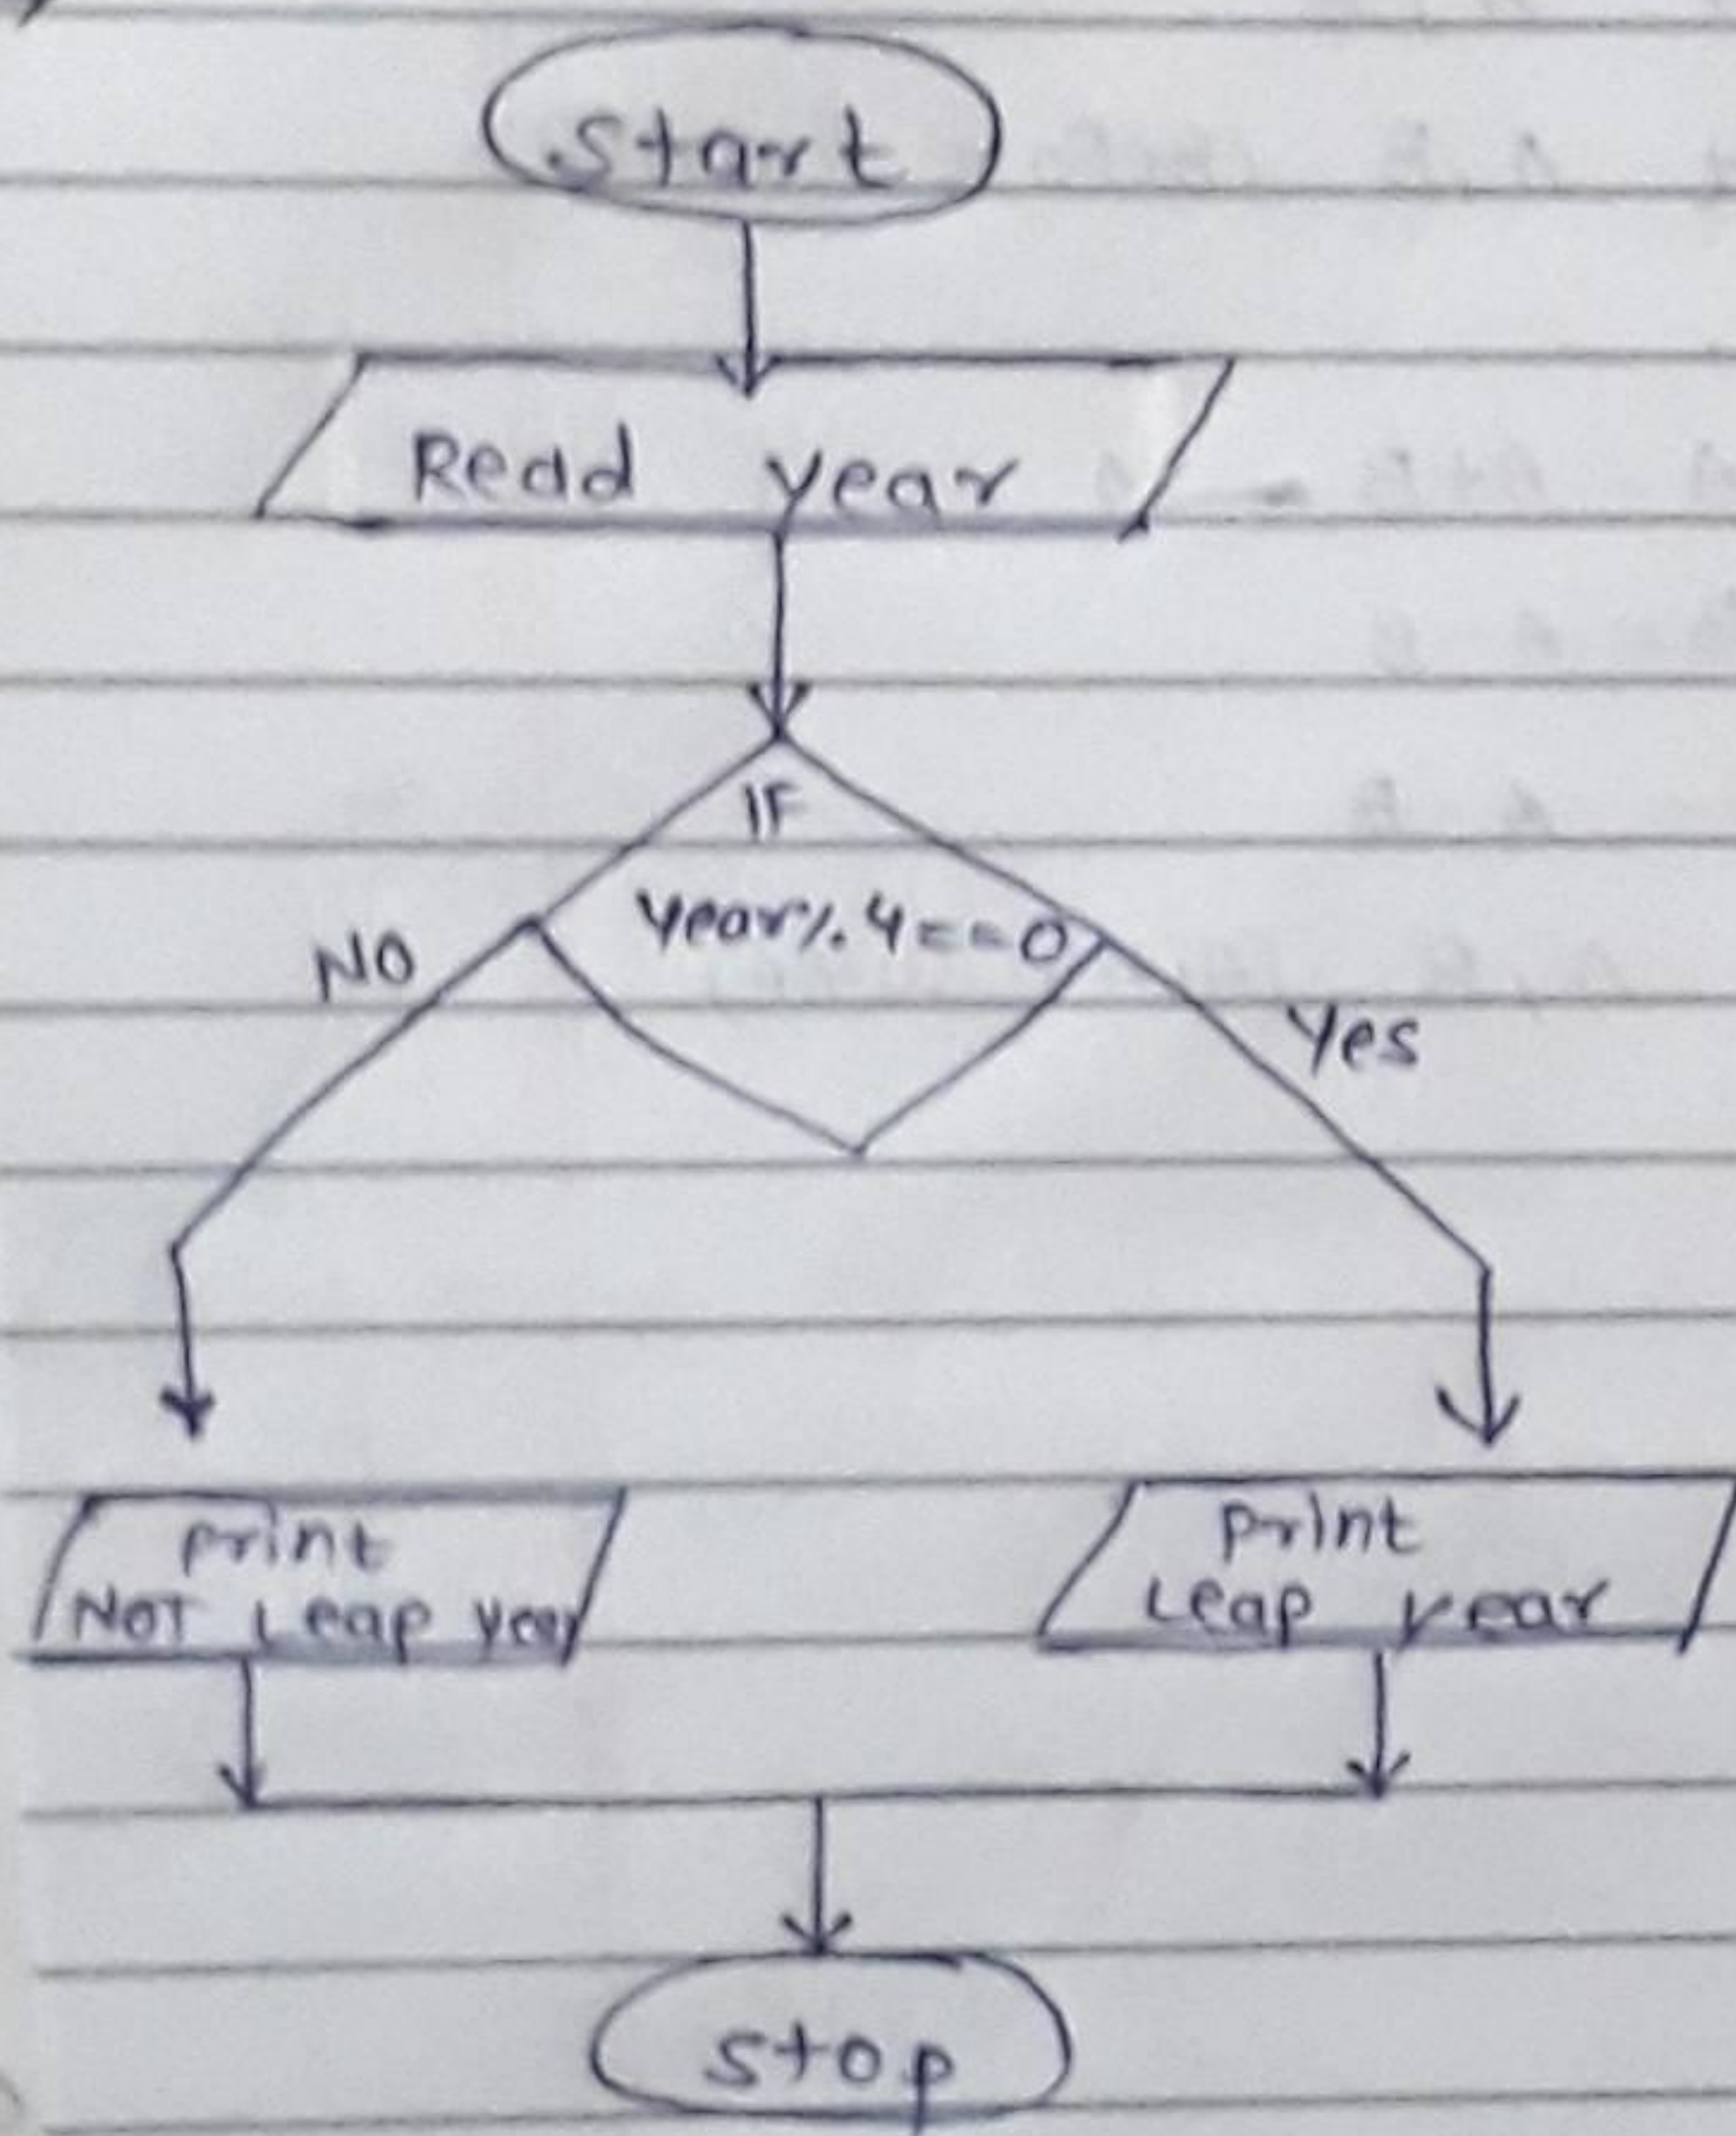 Start
Read year
IF
year%4==0
NO
Yes
print
NOT Leap year
print
Leap year
stop